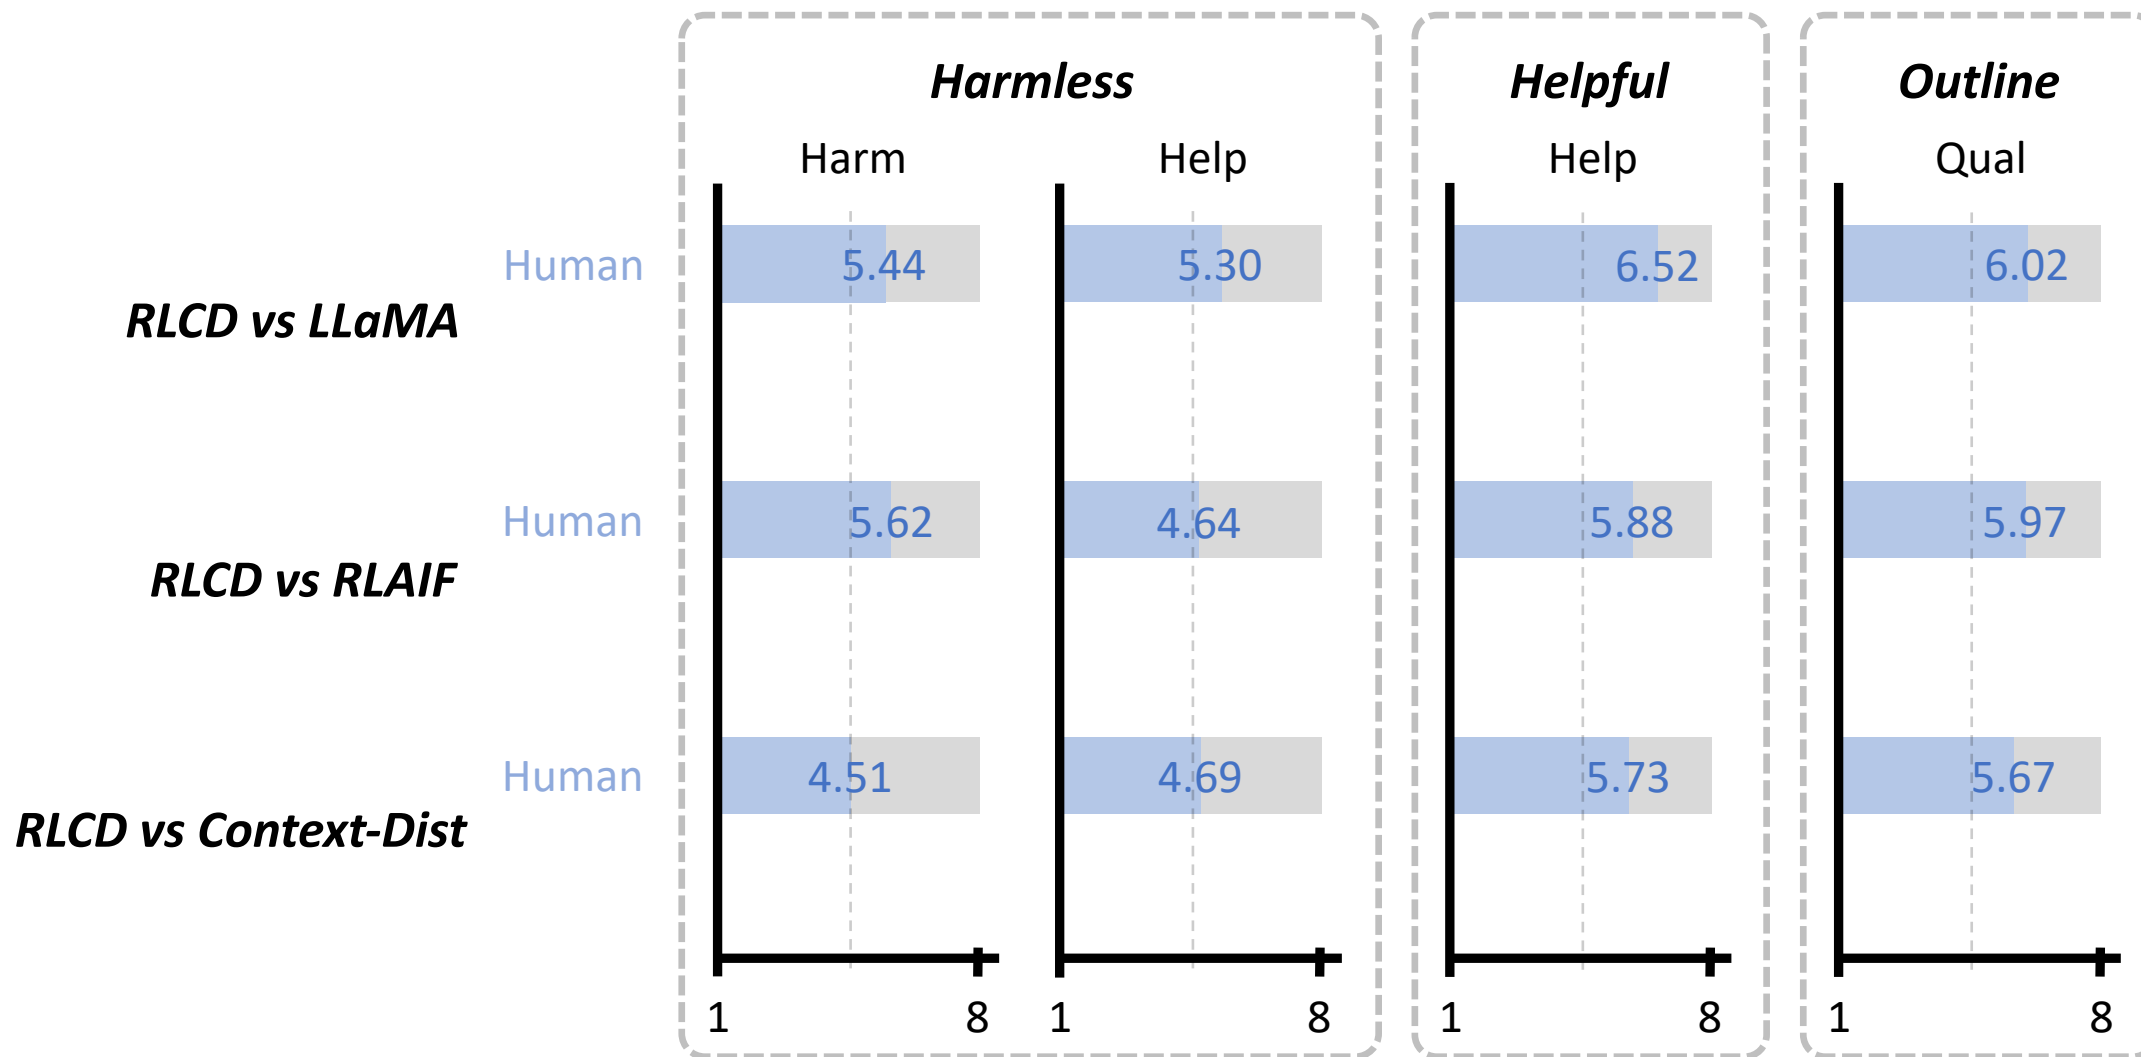 Harmless Helpful Outline
Harm Help Help Qual
Human 5.44 5.30 6.52 6.02
RLCD vs LLaMA
Human 5.62 4.64 5.88 5.97
RLCD vs RLAIF
Human 4.51 4.69 5.73 5.67
RLCD vs Context-Dist
1 8 1 8 1 8 1 8